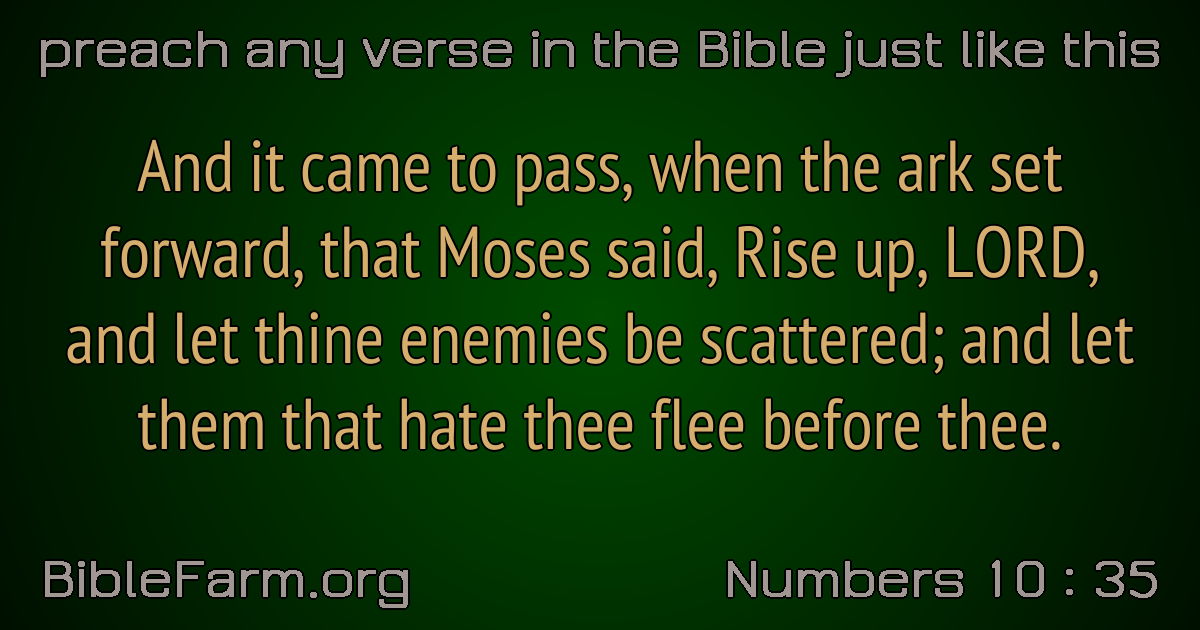 preach any verse in the Bible just like this
And it came to pass, when the ark set
forward, that Moses said, Rise up, LORD,
and let thine enemies be scattered; and let
them that hate thee flee before thee.
BibleFarm.org
Numbers 10 : 35